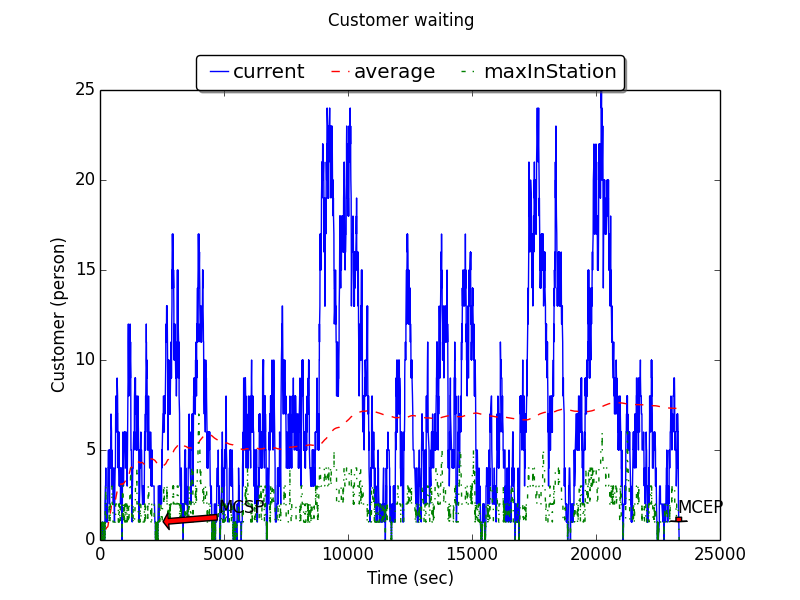 Customer waiting
current average maxInStation
25
20
15
10
5
0
Customer (person)
MCSP
MCEP
0 5000 10000 15000 20000 25000
Time (sec)